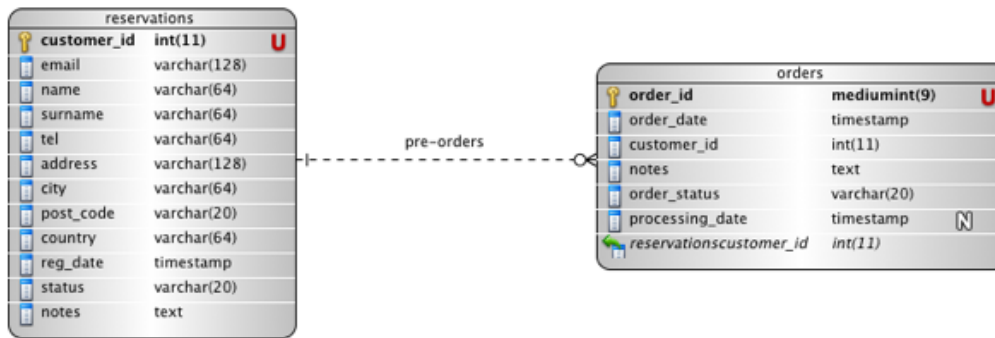 reservations
customer_id int(11) U
email varchar(128)
name varchar(64)
surname varchar(64)
tel varchar(64)
address varchar(128)
city varchar(64)
post_code varchar(20)
country varchar(64)
reg_date timestamp
status varchar(20)
notes text
pre-orders
orders
order_id mediumint(9) U
order_date timestamp
customer_id int(11)
notes text
order_status varchar(20)
processing_date timestamp N
reservationscustomer_id int(11)